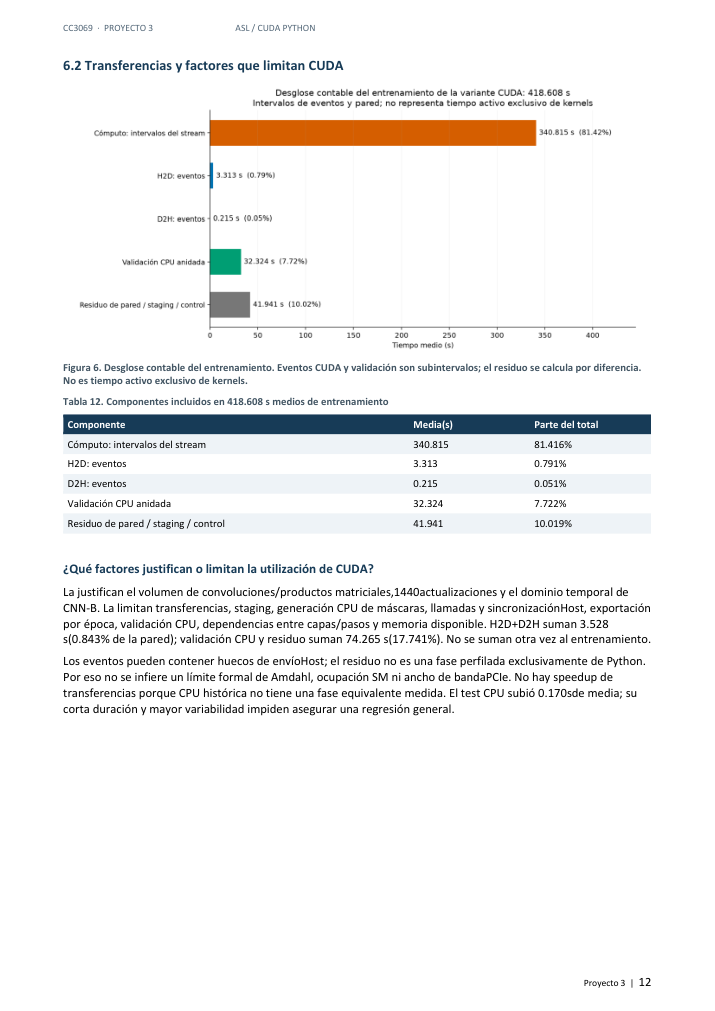 CC3069 · PROYECTO 3 ASL / CUDA PYTHON
6.2 Transferencias y factores que limitan CUDA
Desglose contable del entrenamiento de la variante CUDA: 418.608 s
Intervalos de eventos y pared; no representa tiempo activo exclusivo de kernels
Cómputo: intervalos del stream 340.815 s (81.42%)
H2D: eventos 3.313 s (0.79%)
D2H: eventos 0.215 s (0.05%)
Validación CPU anidada 32.324 s (7.72%)
Residuo de pared / staging / control 41.941 s (10.02%)
0 50 100 150 200 250 300 350 400
Tiempo medio (s)
Figura 6. Desglose contable del entrenamiento. Eventos CUDA y validación son subintervalos; el residuo se calcula por diferencia.
No es tiempo activo exclusivo de kernels.
Tabla 12. Componentes incluidos en 418.608 s medios de entrenamiento
Componente Media(s) Parte del total
Cómputo: intervalos del stream 340.815 81.416%
H2D: eventos 3.313 0.791%
D2H: eventos 0.215 0.051%
Validación CPU anidada 32.324 7.722%
Residuo de pared / staging / control 41.941 10.019%
¿Qué factores justifican o limitan la utilización de CUDA?
La justifican el volumen de convoluciones/productos matriciales,1440actualizaciones y el dominio temporal de
CNN-B. La limitan transferencias, staging, generación CPU de máscaras, llamadas y sincronizaciónHost, exportación
por época, validación CPU, dependencias entre capas/pasos y memoria disponible. H2D+D2H suman 3.528
s(0.843% de la pared); validación CPU y residuo suman 74.265 s(17.741%). No se suman otra vez al entrenamiento.
Los eventos pueden contener huecos de envíoHost; el residuo no es una fase perfilada exclusivamente de Python.
Por eso no se infiere un límite formal de Amdahl, ocupación SM ni ancho de bandaPCIe. No hay speedup de
transferencias porque CPU histórica no tiene una fase equivalente medida. El test CPU subió 0.170sde media; su
corta duración y mayor variabilidad impiden asegurar una regresión general.
Proyecto 3 | 12